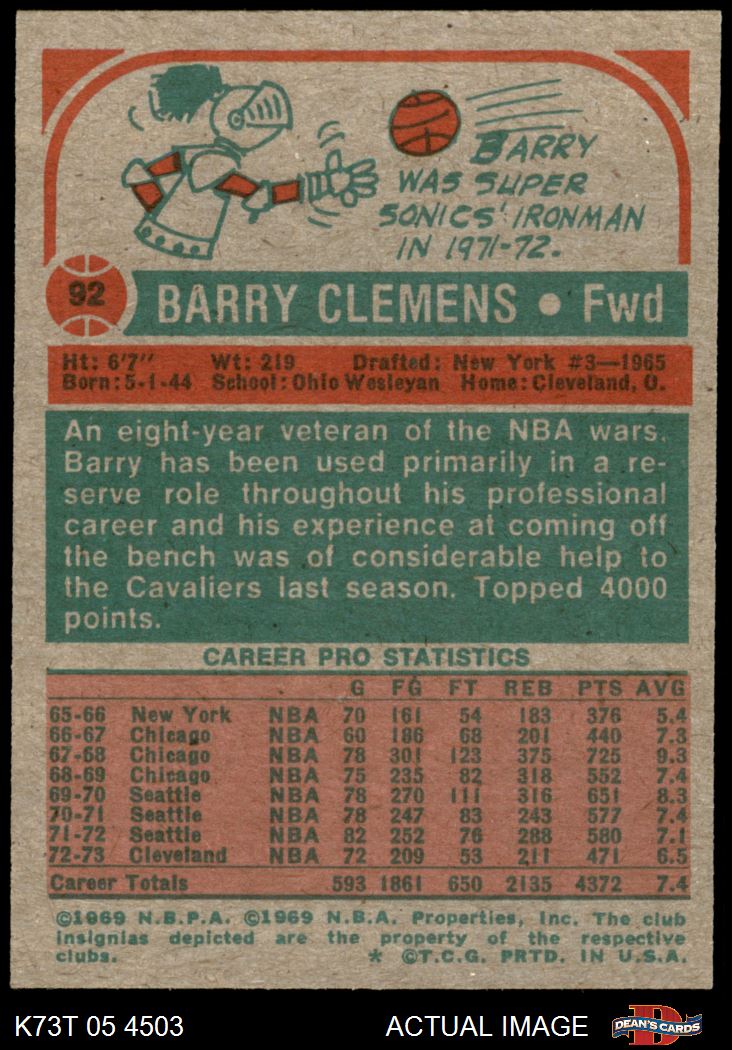 BARRY
WAS SUPER
SONICS' IRONMAN
IN 1971-72.
92
BARRY CLEMENS • Fwd
Ht: 6'7" Wt: 219 Drafted: New York #3—1965
Born: 5-1-44 School: Ohio Wesleyan Home: Cleveland, O.
An eight-year veteran of the NBA wars.
Barry has been used primarily in a re-
serve role throughout his professional
career and his experience at coming off
the bench was of considerable help to
the Cavaliers last season. Topped 4000
points.
CAREER PRO STATISTICS
G FG FT REB PTS AVG
65-66 New York NBA 70 161 54 183 376 5.4
66-67 Chicago NBA 60 186 68 201 440 7.3
67-68 Chicago NBA 78 301 123 375 725 9.3
68-69 Chicago NBA 75 235 82 318 552 7.4
69-70 Seattle NBA 78 270 111 316 651 8.3
70-71 Seattle NBA 78 247 83 243 577 7.4
71-72 Seattle NBA 82 252 76 288 580 7.1
72-73 Cleveland NBA 72 209 53 211 471 6.5
Career Totals 593 1861 650 2135 4372 7.4
©1969 N.B.P.A. ©1969 N.B.A. Properties, Inc. The club
insignias depicted are the property of the respective
clubs. * ©T.C.G. PRTD. IN U.S.A.
K73T 05 4503 ACTUAL IMAGE D DEAN'S CARDS